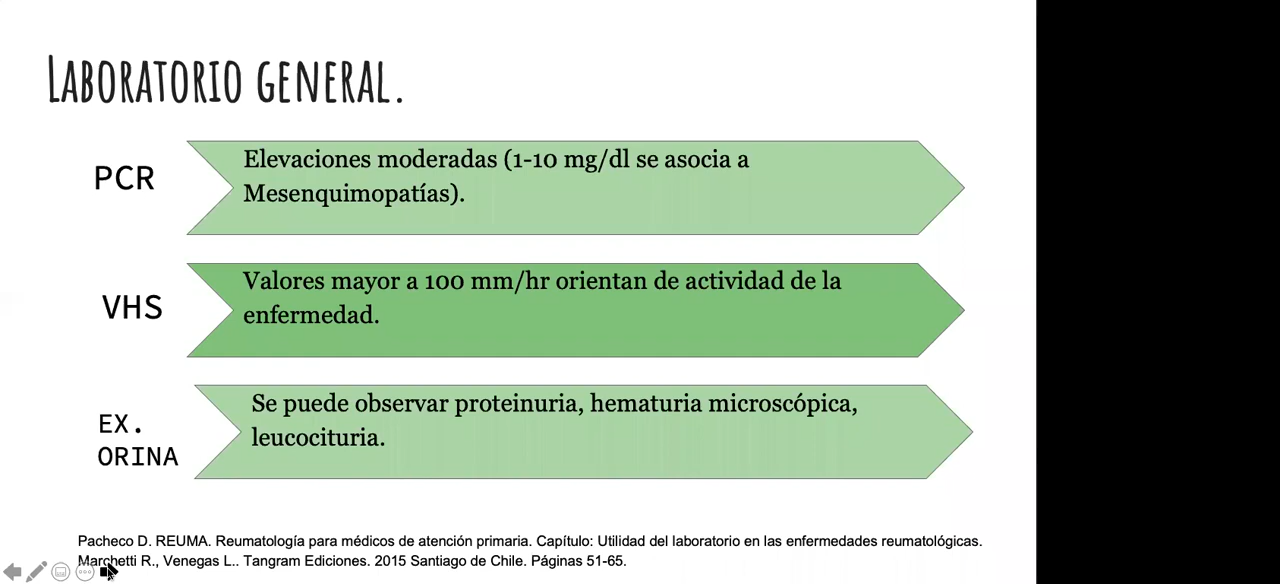 Laboratorio general.
PCR
Elevaciones moderadas (1-10 mg/dl se asocia a
Mesenquimopatías).
VHS
Valores mayor a 100 mm/hr orientan de actividad de la
enfermedad.
EX.
ORINA
Se puede observar proteinuria, hematuria microscópica,
leucocituria.
Pacheco D. REUMA. Reumatología para médicos de atención primaria. Capítulo: Utilidad del laboratorio en las enfermedades reumatológicas.
Marchetti R., Venegas L.. Tangram Ediciones. 2015 Santiago de Chile. Páginas 51-65.